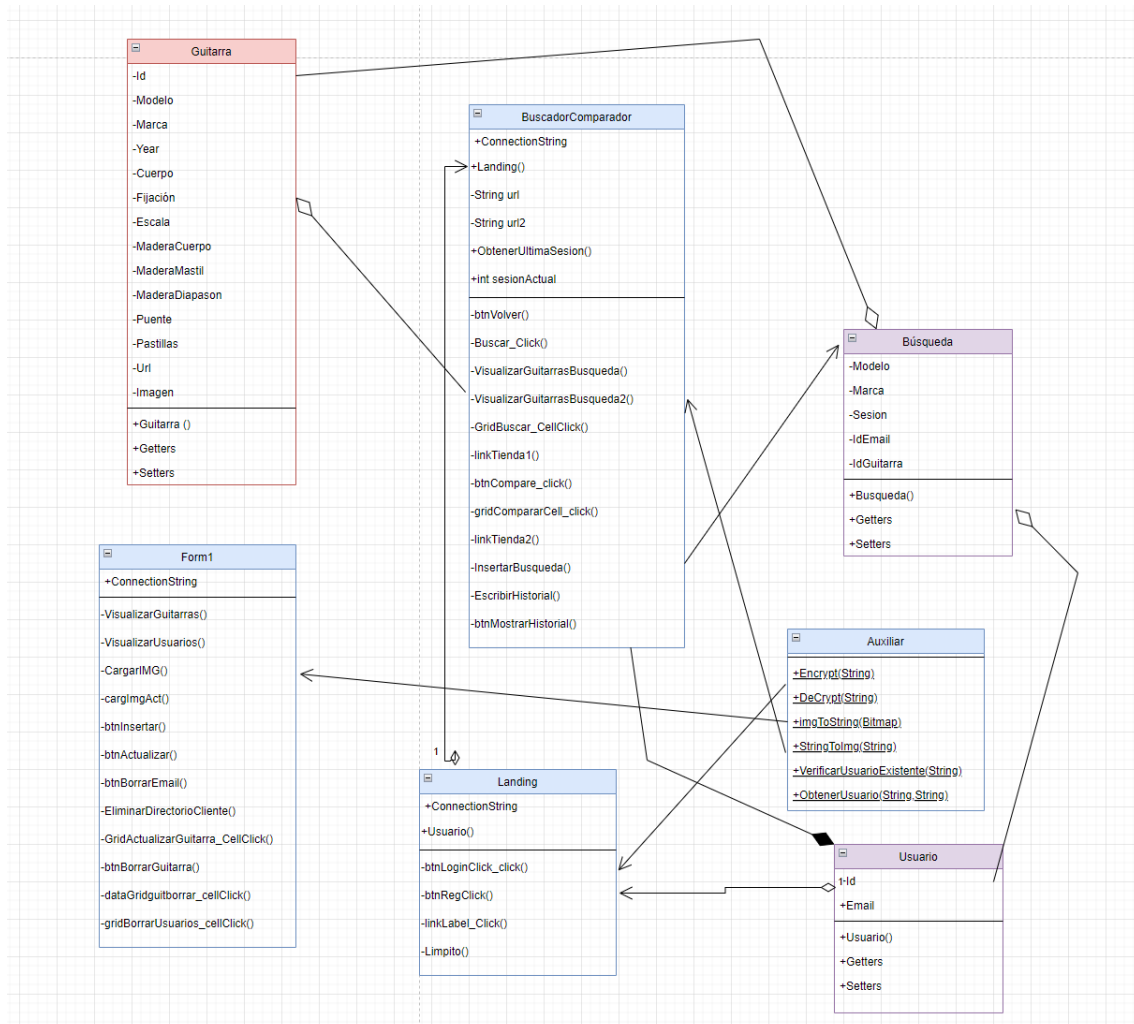 Guitarra
-Id
-Modelo
-Marca
-Year
-Cuerpo
-Fijación
-Escala
-MaderaCuerpo
-MaderaMastil
-MaderaDiapason
-Puente
-Pastillas
-Url
-Imagen
+Guitarra ()
+Getters
+Setters
BuscadorComparador
+ConnectionString
+Landing()
-String url
-String url2
+ObtenerUltimaSesion()
+int sesionActual
-btnVolver()
-Buscar_Click()
-VisualizarGuitarrasBusqueda()
-VisualizarGuitarrasBusqueda2()
-GridBuscar_CellClick()
-linkTienda1()
-btnCompare_click()
-gridCompararCell_click()
-linkTienda2()
-InsertarBusqueda()
-EscribirHistorial()
-btnMostrarHistorial()
Búsqueda
-Modelo
-Marca
-Sesion
-IdEmail
-IdGuitarra
+Busqueda()
+Getters
+Setters
Form1
+ConnectionString
-VisualizarGuitarras()
-VisualizarUsuarios()
-CargarIMG()
-cargImgAct()
-btnInsertar()
-btnActualizar()
-btnBorrarEmail()
-EliminarDirectorioCliente()
-GridActualizarGuitarra_CellClick()
-btnBorrarGuitarra()
-dataGridguitborrar_cellClick()
-gridBorrarUsuarios_cellClick()
Auxiliar
+Encrypt(String)
+DeCrypt(String)
+imgToString(Bitmap)
+StringToImg(String)
+VerificarUsuarioExistente(String)
+ObtenerUsuario(String,String)
1
Landing
+ConnectionString
+Usuario()
-btnLoginClick_click()
-btnRegClick()
-linkLabel_Click()
-Limpito()
Usuario
1
-Id
+Email
+Usuario()
+Getters
+Setters